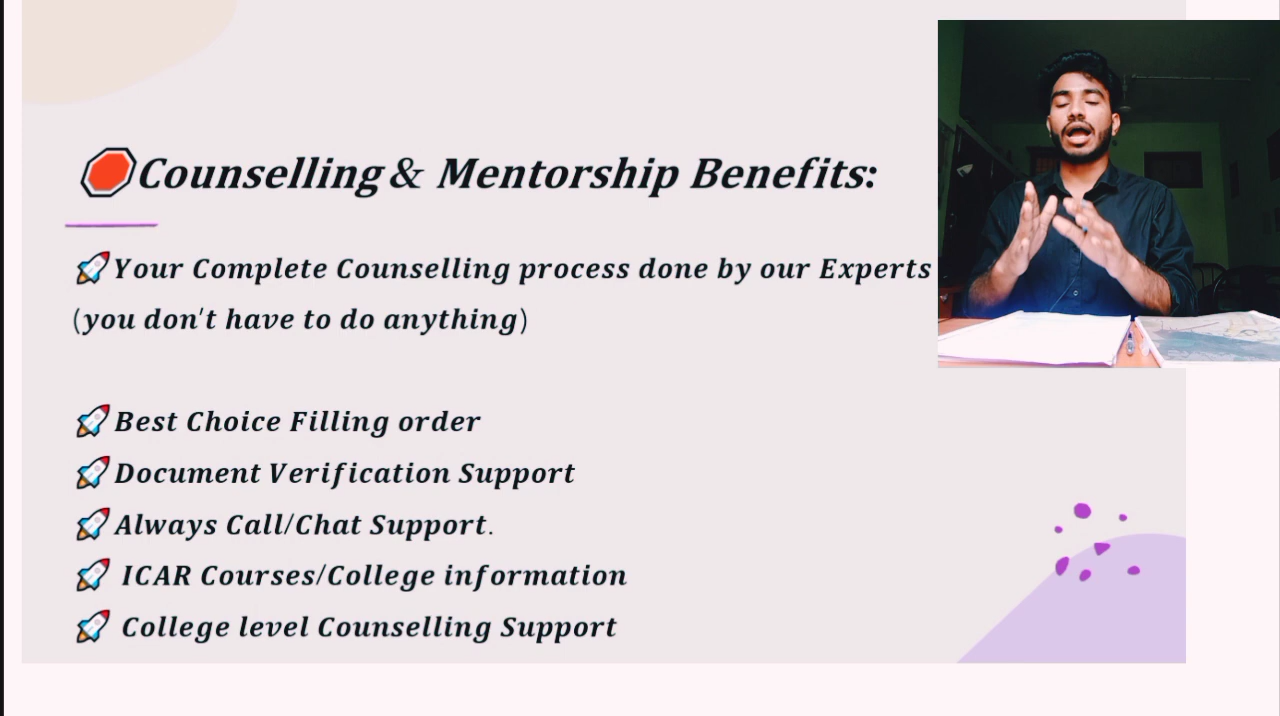 Counselling & Mentorship Benefits:
🚀Your Complete Counselling process done by our Experts
(you don't have to do anything)
🚀Best Choice Filling order
🚀Document Verification Support
🚀Always Call/Chat Support.
🚀 ICAR Courses/College information
🚀 College level Counselling Support